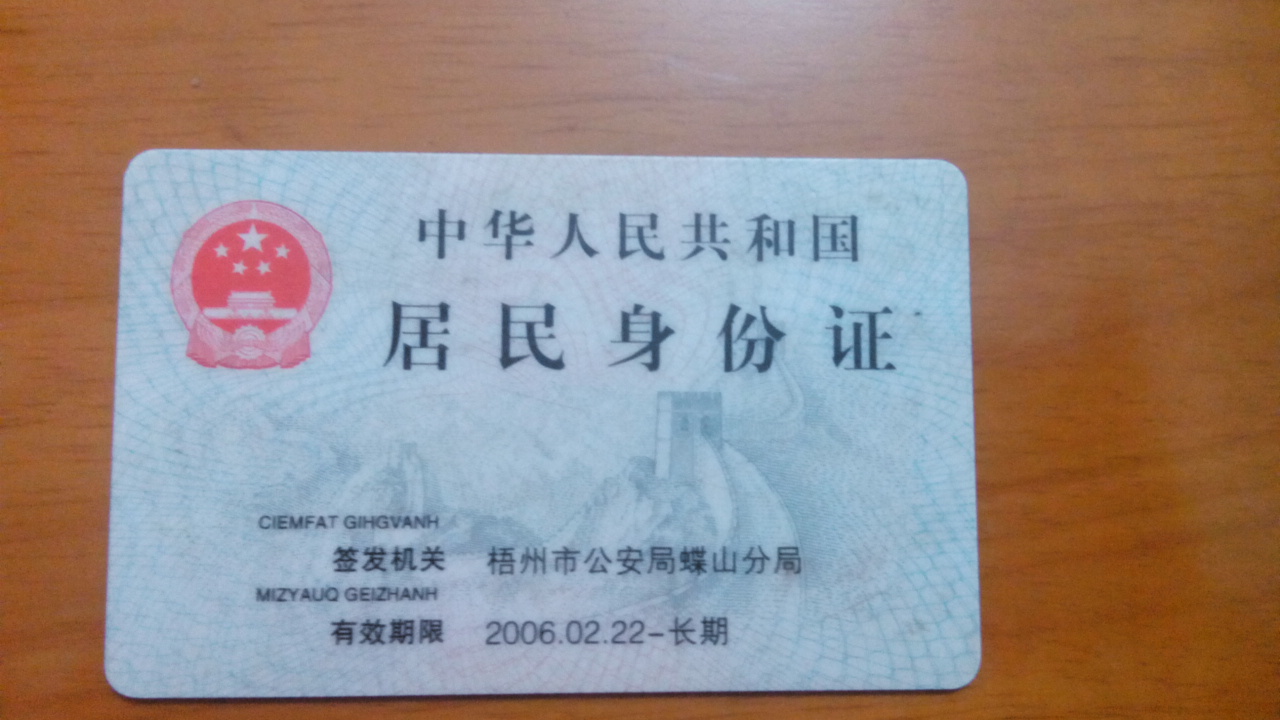 中华人民共和国
居民身份证
CIEMFAT GIHGVANH
签发机关 梧州市公安局蝶山分局
MIZYAUQ GEIZHANH
有效期限 2006.02.22-长期